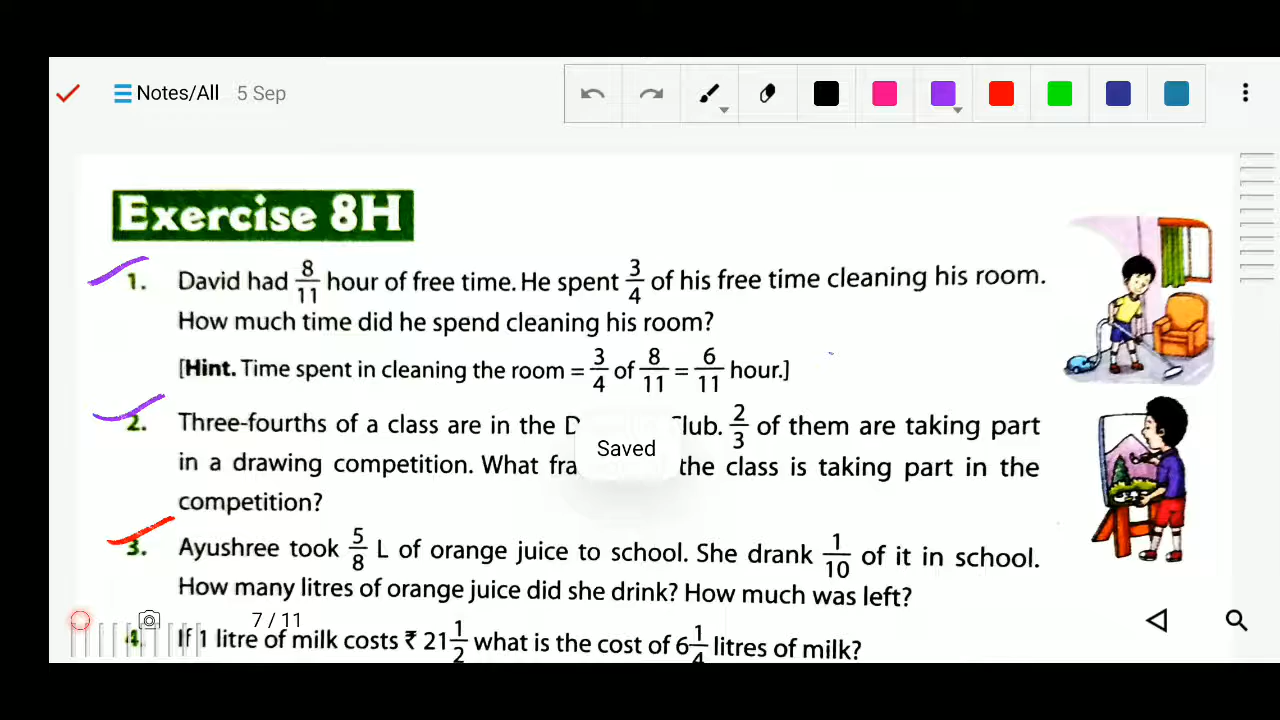 Notes/All 5 Sep
Exercise 8H
1. David had 8/11 hour of free time. He spent 3/4 of his free time cleaning his room.
How much time did he spend cleaning his room?
[Hint. Time spent in cleaning the room = 3/4 of 8/11 = 6/11 hour.]
2. Three-fourths of a class are in the 2/3 of them are taking part
in a drawing competition. What the class is taking part in the
competition?
Saved
3. Ayushree took 5/8 L of orange juice to school. She drank 1/10 of it in school.
How many litres of orange juice did she drink? How much was left?
7 / 11
4. If 1 litre of milk costs ₹ 21 1/2 what is the cost of 6 1/4 litres of milk?